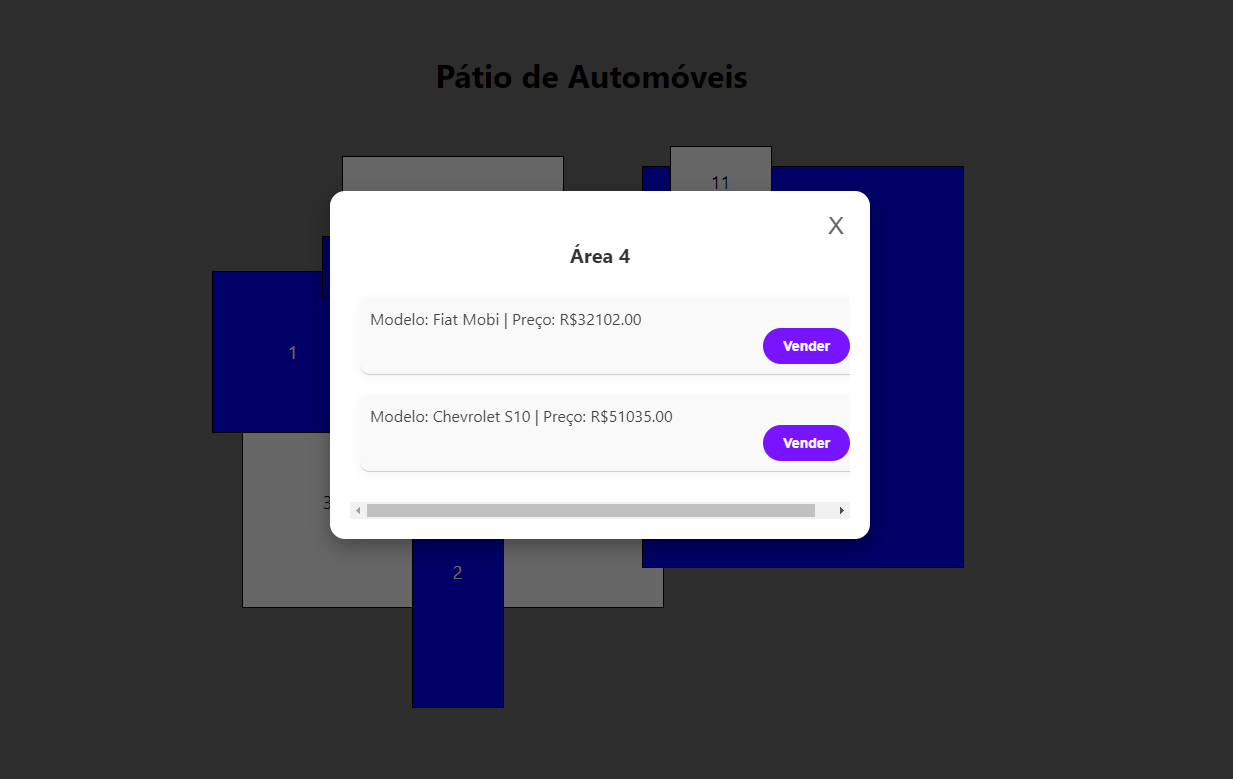 Pátio de Automóveis
11
X
Área 4
Modelo: Fiat Mobi | Preço: R$32102.00
Vender
1
Modelo: Chevrolet S10 | Preço: R$51035.00
Vender
3
2